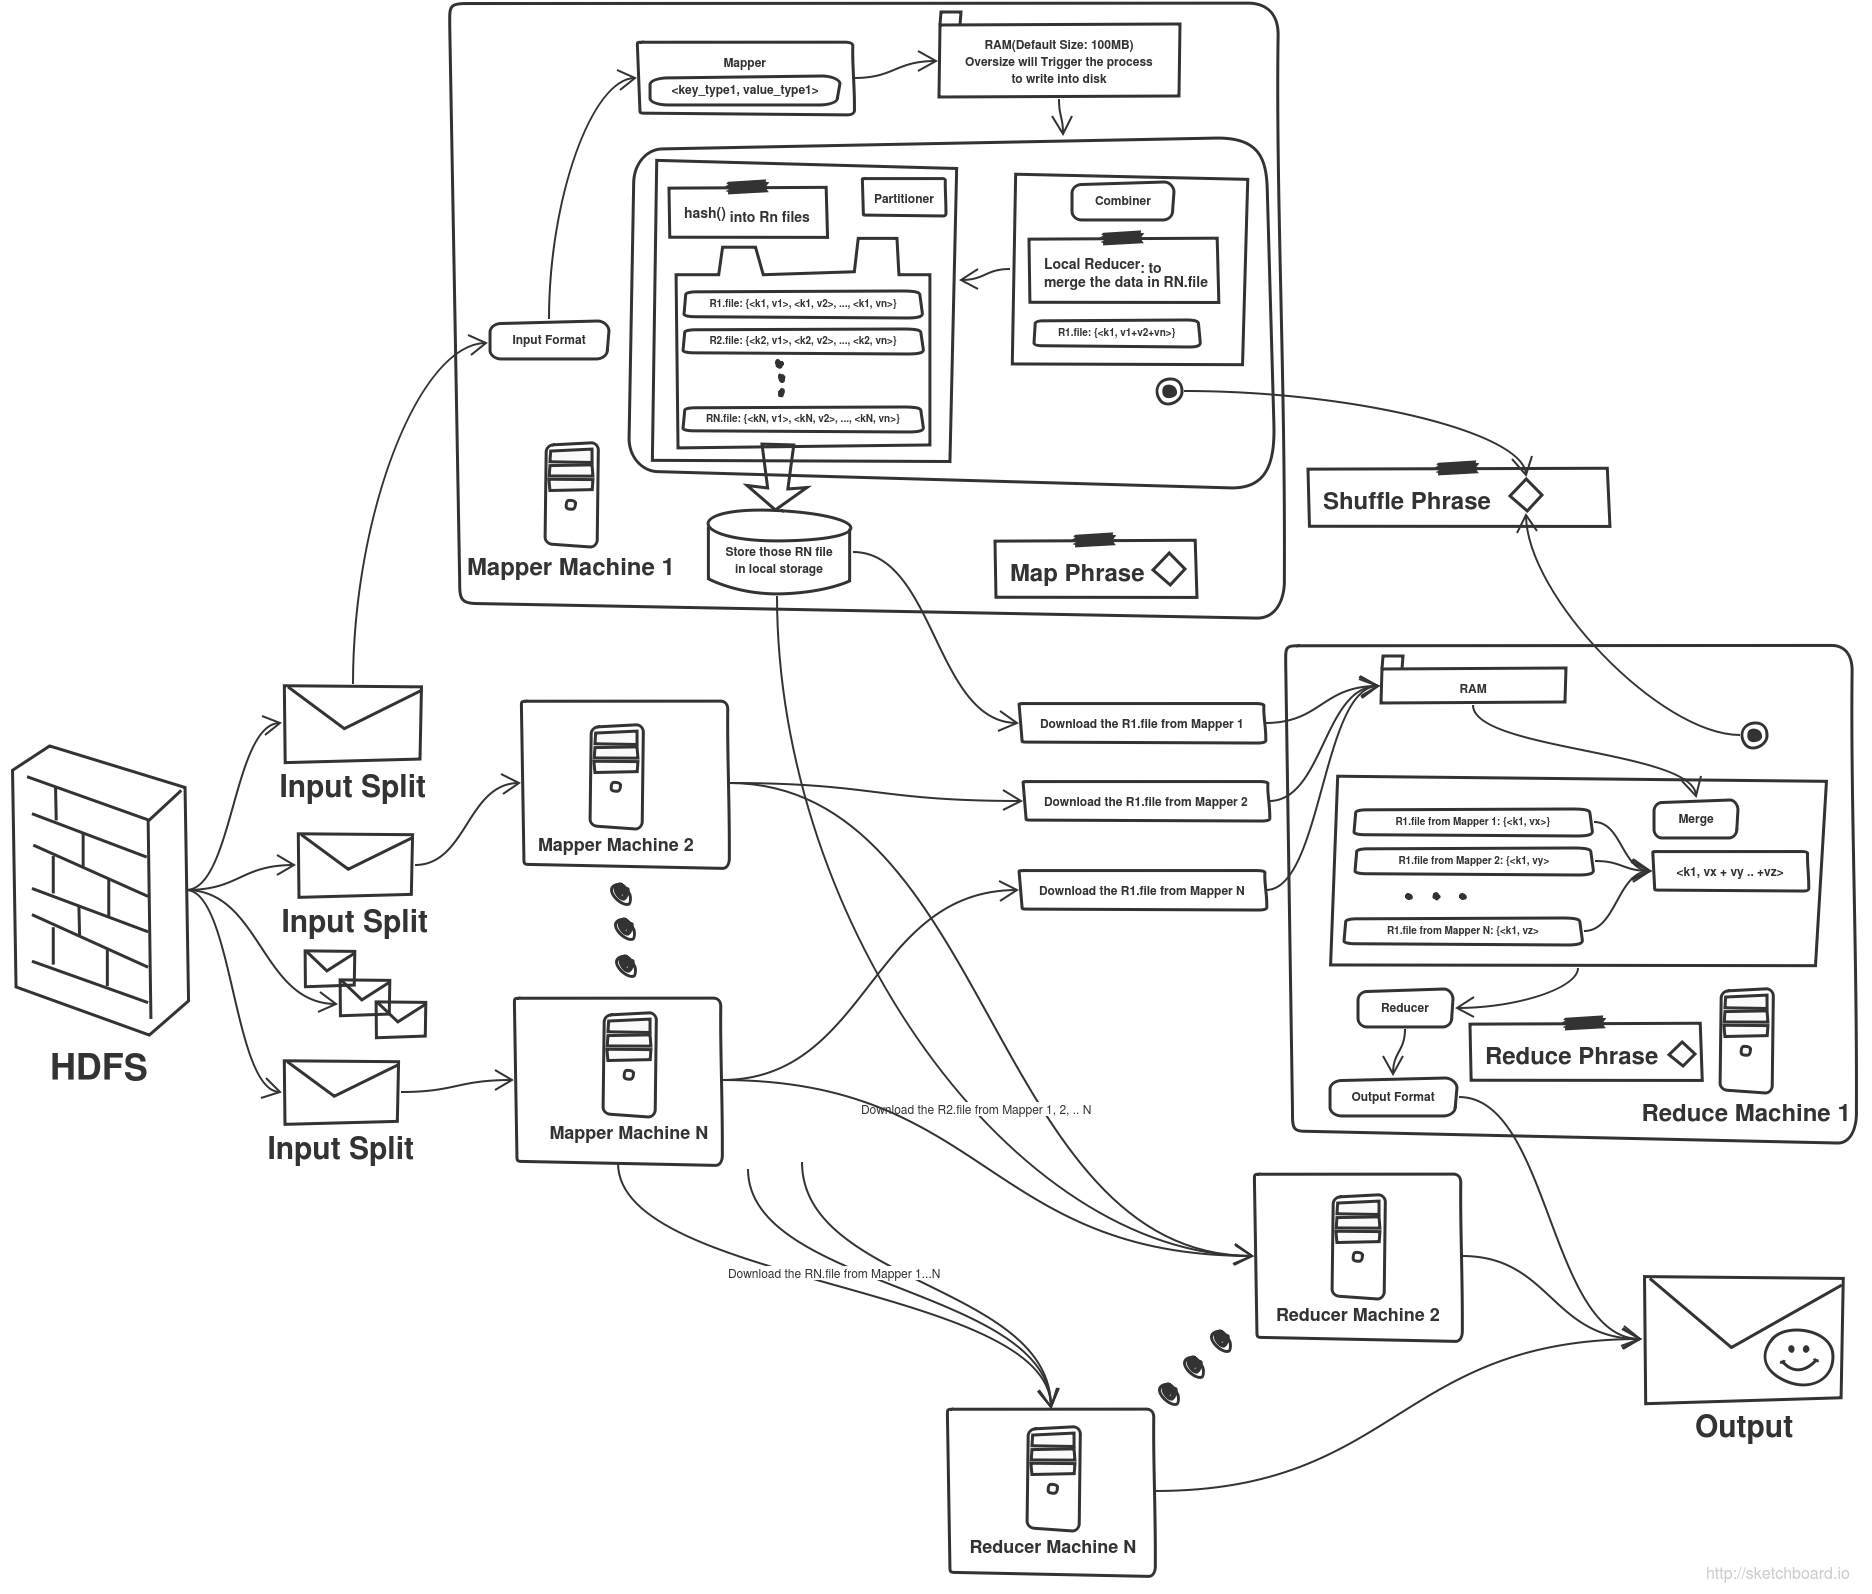 Mapper
<key_type1, value_type1>
RAM(Default Size: 100MB)
Oversize will Trigger the process
to write into disk
hash() into Rn files
Partitioner
R1.file: {<k1, v1>, <k1, v2>, ..., <k1, vn>}
R2.file: {<k2, v1>, <k2, v2>, ..., <k2, vn>}
RN.file: {<kN, v1>, <kN, v2>, ..., <kN, vn>}
Combiner
Local Reducer: to
merge the data in RN.file
R1.file: {<k1, v1+v2+vn>}
Input Format
Mapper Machine 1
Store those RN file
in local storage
Map Phrase
Shuffle Phrase
HDFS
Input Split
Input Split
Input Split
Mapper Machine 2
Mapper Machine N
Download the R1.file from Mapper 1
Download the R1.file from Mapper 2
Download the R1.file from Mapper N
RAM
R1.file from Mapper 1: {<k1, vx>}
R1.file from Mapper 2: {<k1, vy>
R1.file from Mapper N: {<k1, vz>
Merge
<k1, vx + vy .. +vz>
Reducer
Reduce Phrase
Output Format
Reduce Machine 1
Download the R2.file from Mapper 1, 2, .. N
Download the RN.file from Mapper 1...N
Reducer Machine 2
Reducer Machine N
Output
http://sketchboard.io